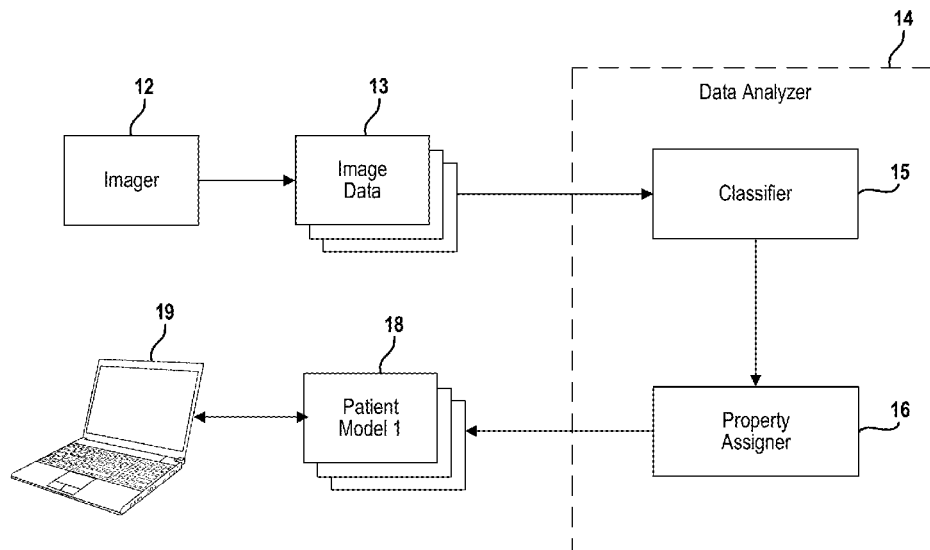 14
Data Analyzer
12
Imager
13
Image
Data
Classifier
15
19
18
Patient
Model 1
Property
Assigner
16